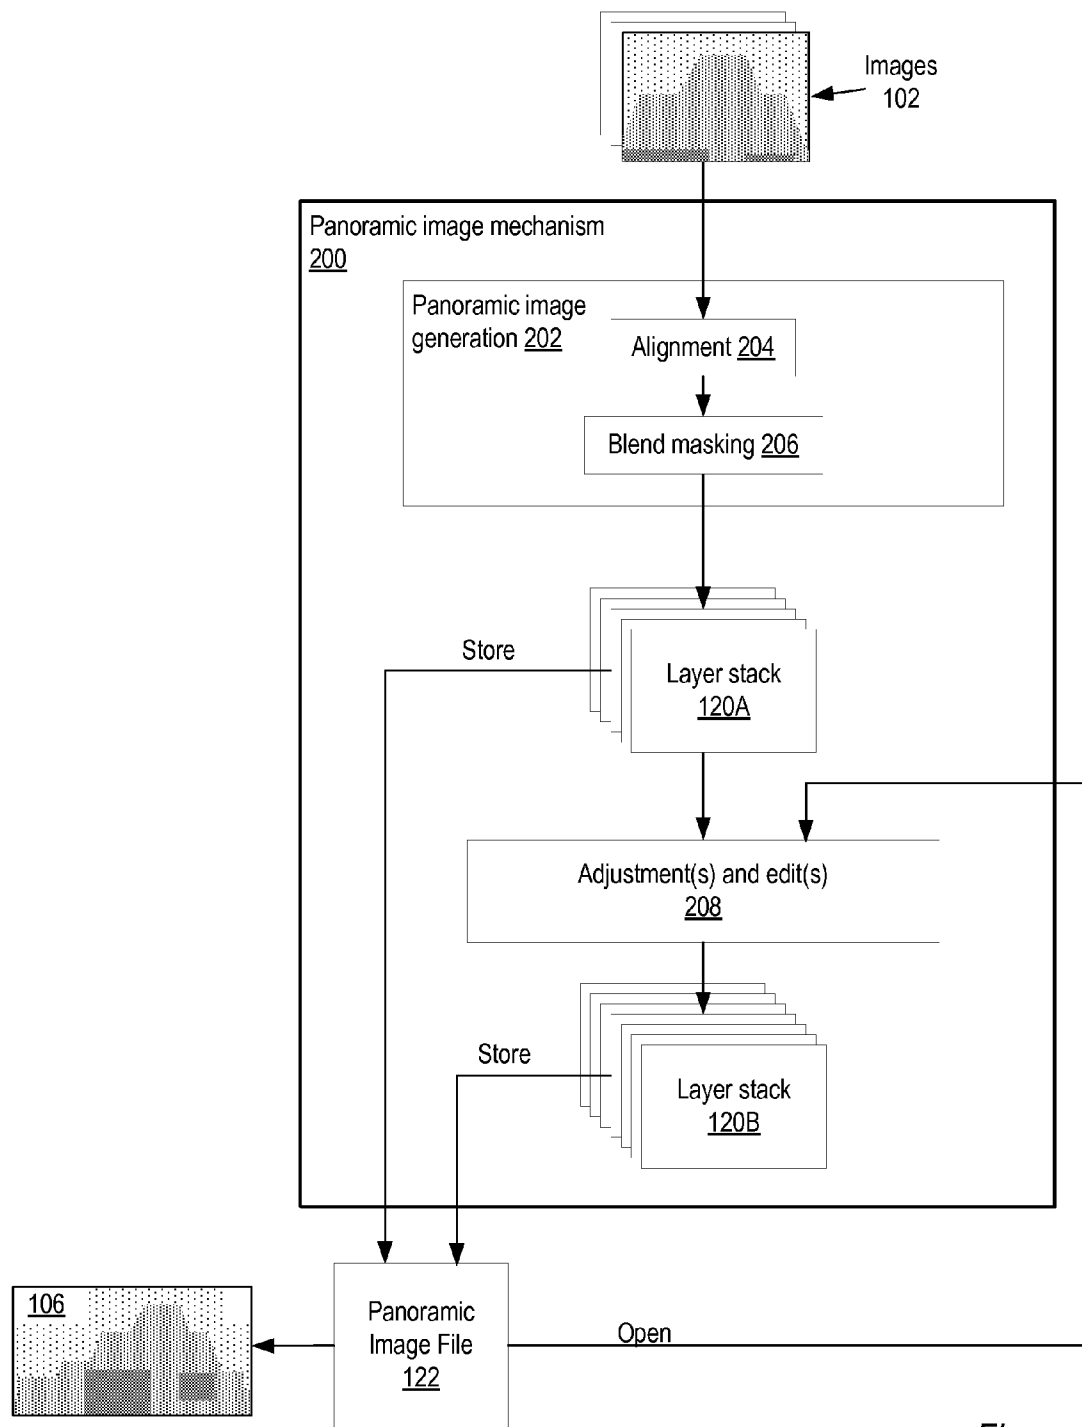 Images
102
Panoramic image mechanism
200
Panoramic image
generation 202
Alignment 204
Blend masking 206
Store
Layer stack
120A
Adjustment(s) and edit(s)
208
Store
Layer stack
120B
106
Panoramic
Image File
122
Open